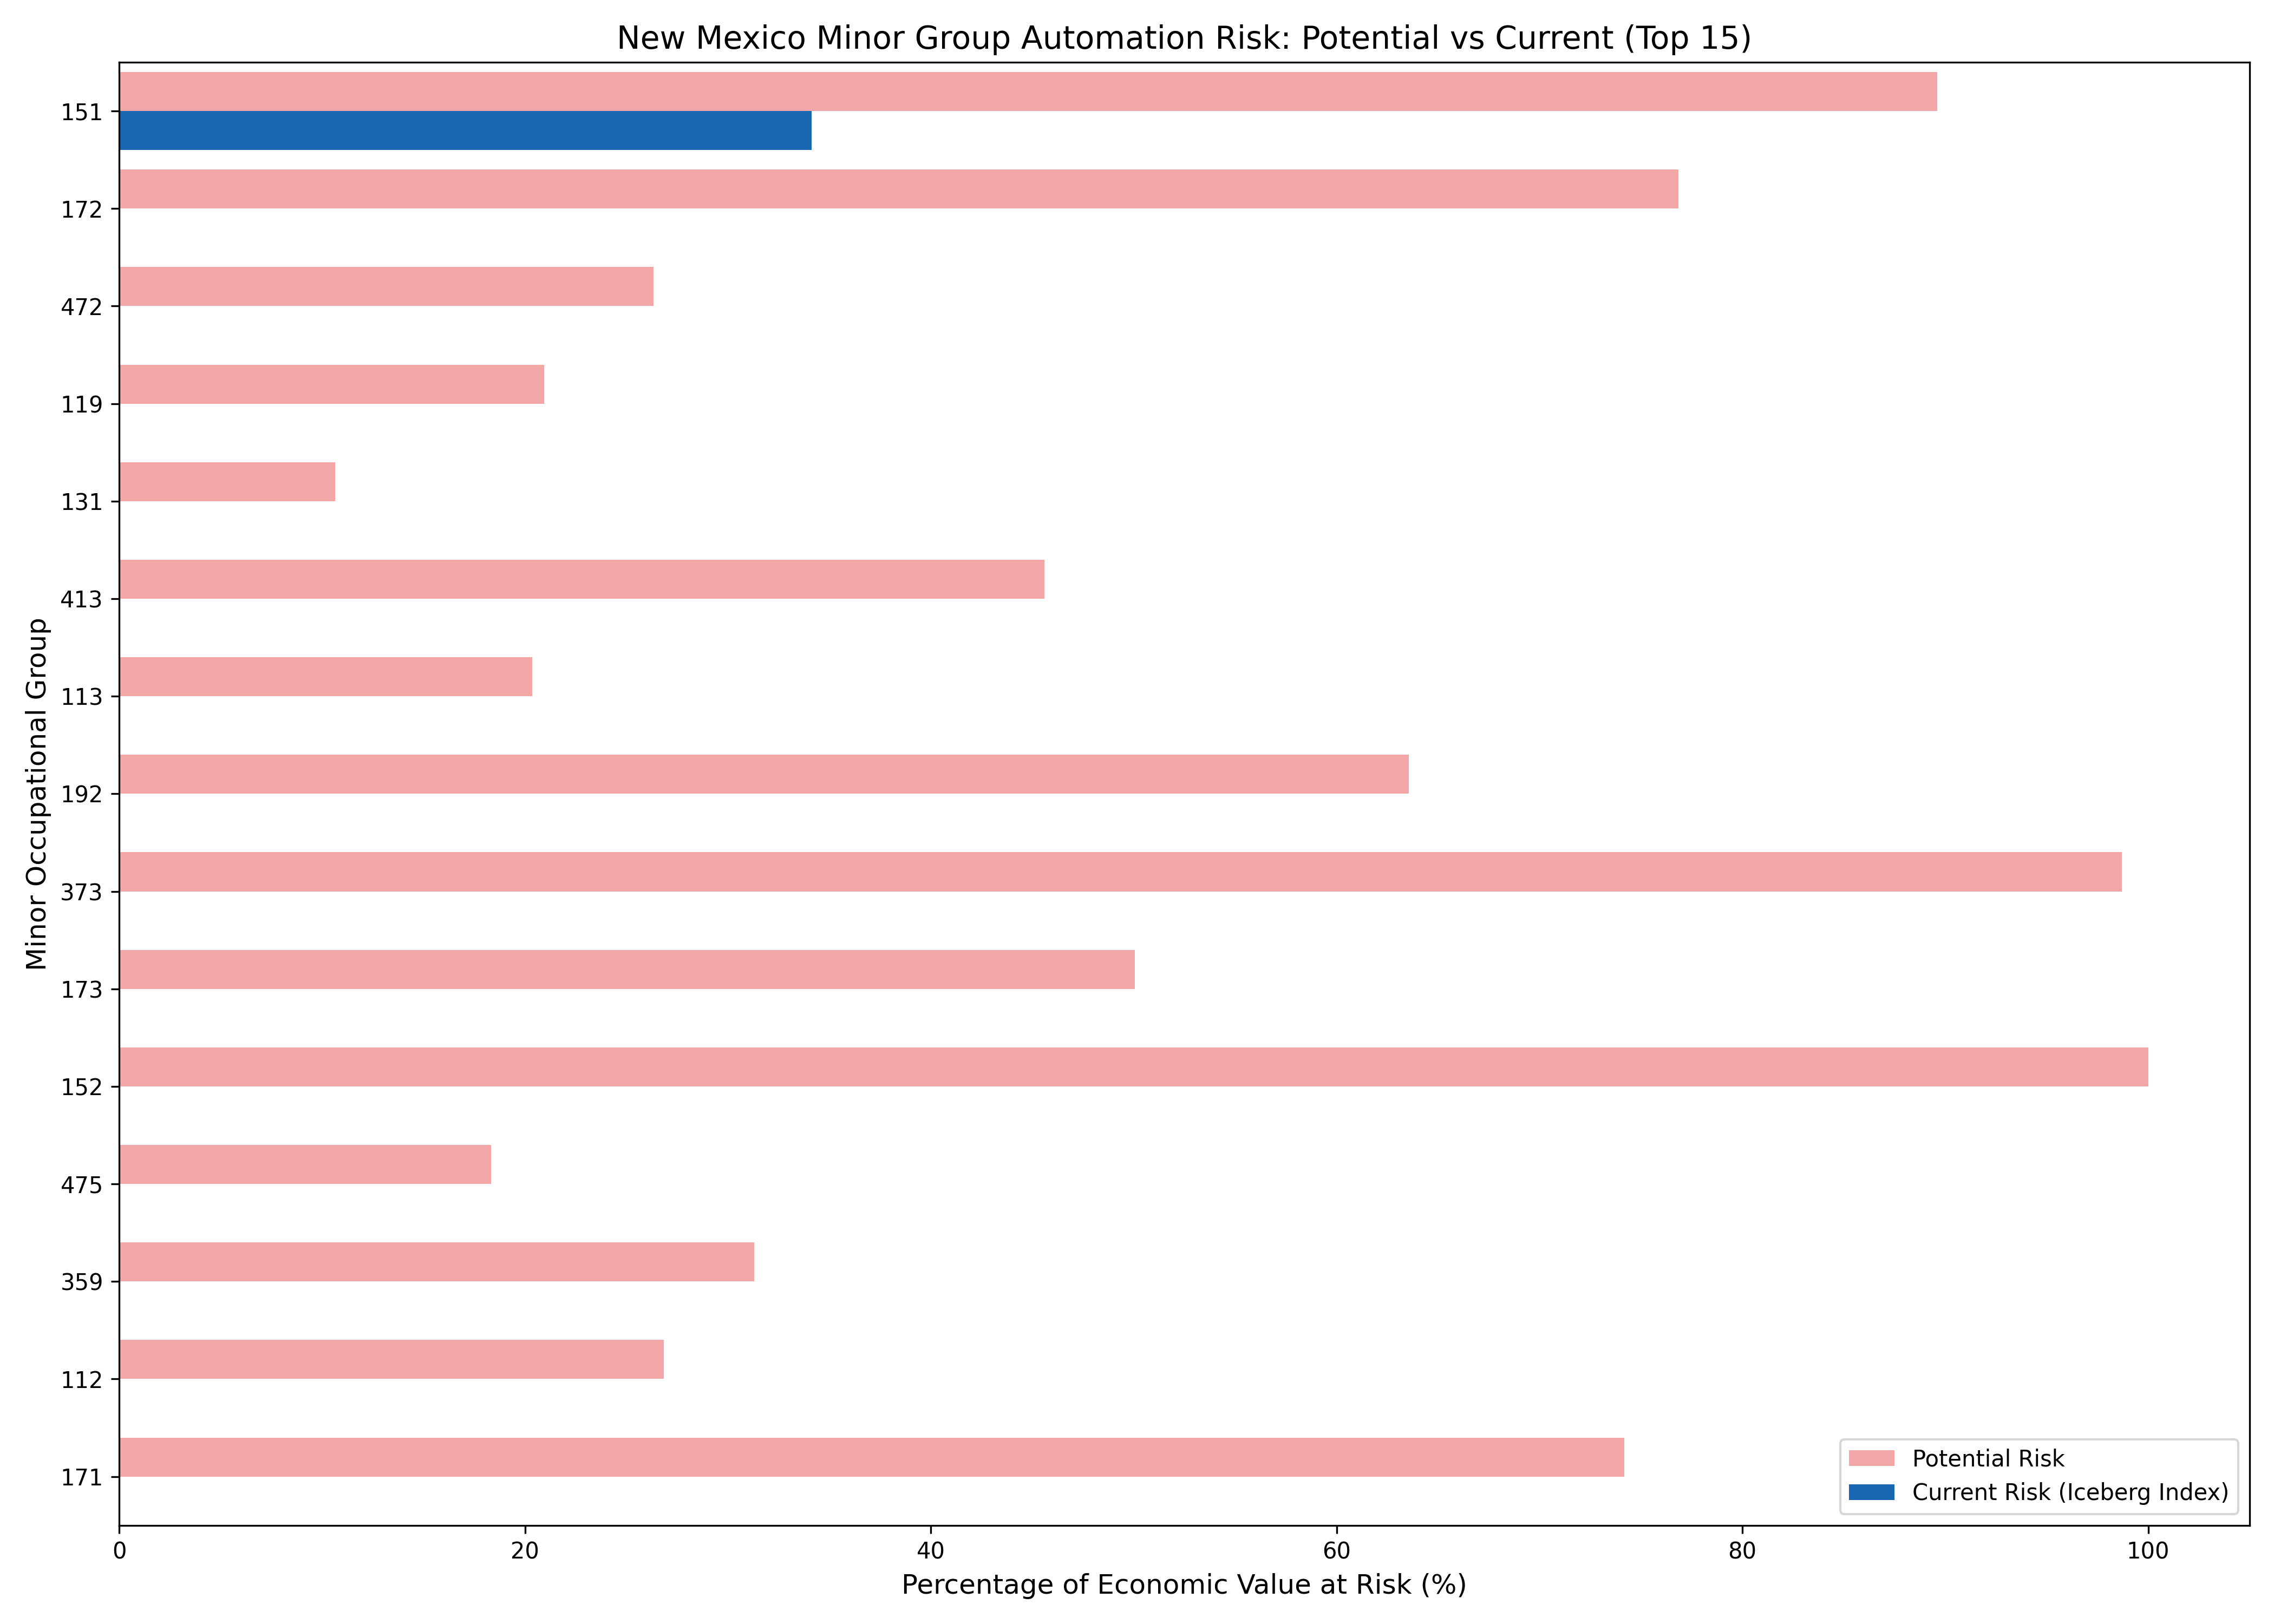 New Mexico Minor Group Automation Risk: Potential vs Current (Top 15)
Minor Occupational Group
151
172
472
119
131
413
113
192
373
173
152
475
359
112
171
Potential Risk
Current Risk (Iceberg Index)
0 20 40 60 80 100
Percentage of Economic Value at Risk (%)